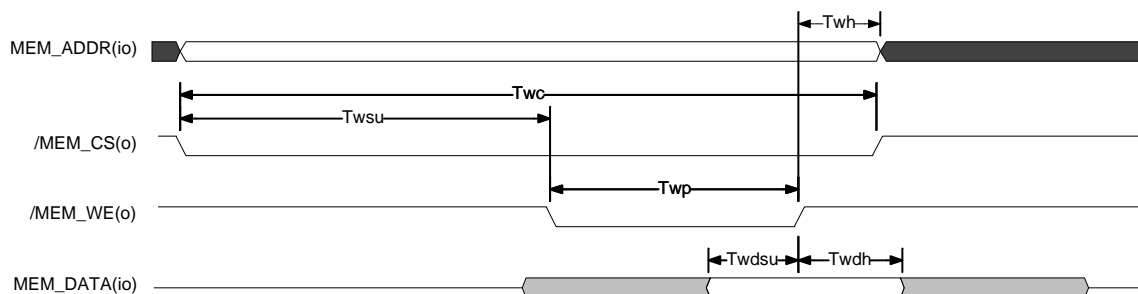 Twh
MEM_ADDR(io)
Twc
Twsu
/MEM_CS(o)
Twp
/MEM_WE(o)
Twdsu Twdh
MEM_DATA(io)